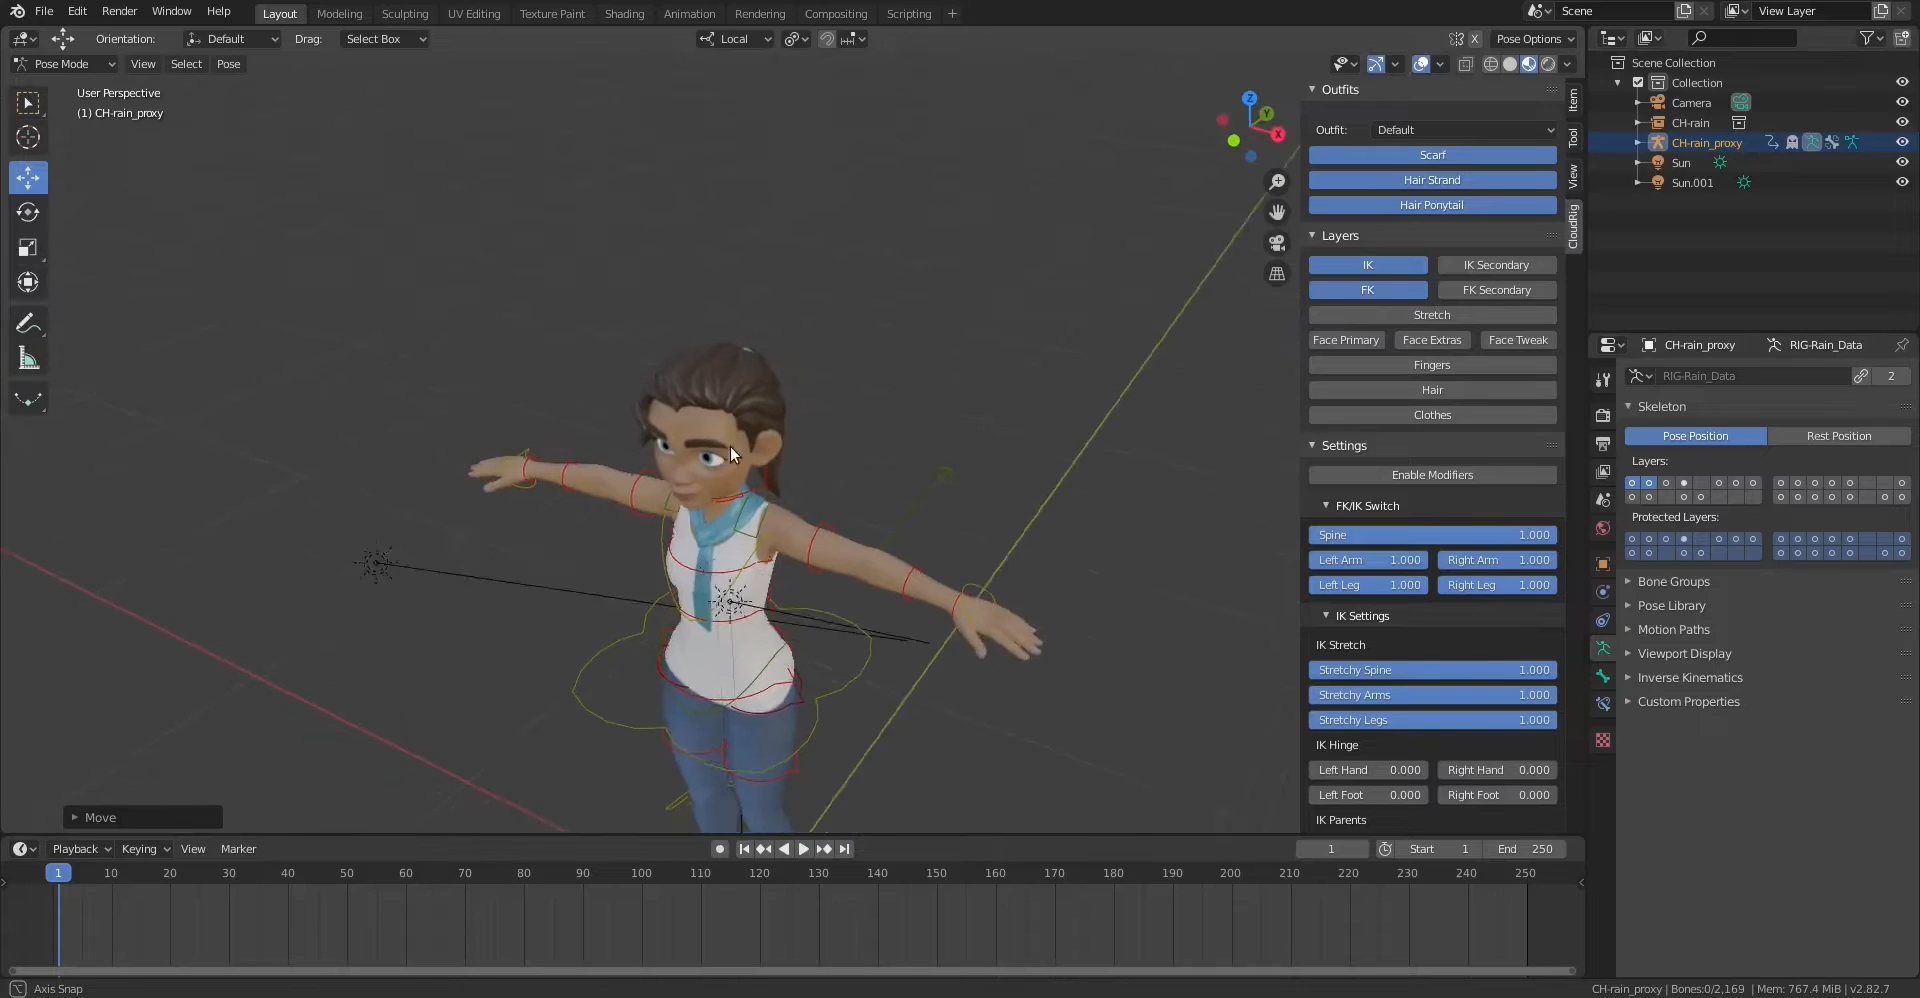 File Edit Render Window Help Layout Modeling Sculpting UV Editing Texture Paint Shading Animation Rendering Compositing Scripting + Scene View Layer
Orientation: Default Drag: Select Box Local X Pose Options
Pose Mode View Select Pose
User Perspective
(1) CH-rain_proxy
Z
Y
X
Outfits
Outfit: Default
Scarf
Hair Strand
Hair Ponytail
Layers
IK IK Secondary
FK FK Secondary
Stretch
Face Primary Face Extras Face Tweak
Fingers
Hair
Clothes
Settings
Enable Modifiers
FK/IK Switch
Spine 1.000
Left Arm 1.000 Right Arm 1.000
Left Leg 1.000 Right Leg 1.000
IK Settings
IK Stretch
Stretchy Spine 1.000
Stretchy Arms 1.000
Stretchy Legs 1.000
IK Hinge
Left Hand 0.000 Right Hand 0.000
Left Foot 0.000 Right Foot 0.000
IK Parents
Item
Tool
View
CloudRig
Scene Collection
Collection
Camera
CH-rain
CH-rain_proxy
Sun
Sun.001
CH-rain_proxy RIG-Rain_Data
RIG-Rain_Data 2
Skeleton
Pose Position Rest Position
Layers:
Protected Layers:
Bone Groups
Pose Library
Motion Paths
Viewport Display
Inverse Kinematics
Custom Properties
Move
Playback Keying View Marker 1 Start 1 End 250
1 10 20 30 40 50 60 70 80 90 100 110 120 130 140 150 160 170 180 190 200 210 220 230 240 250
Axis Snap CH-rain_proxy | Bones:0/2,169 | Mem: 767.4 MiB | v2.82.7